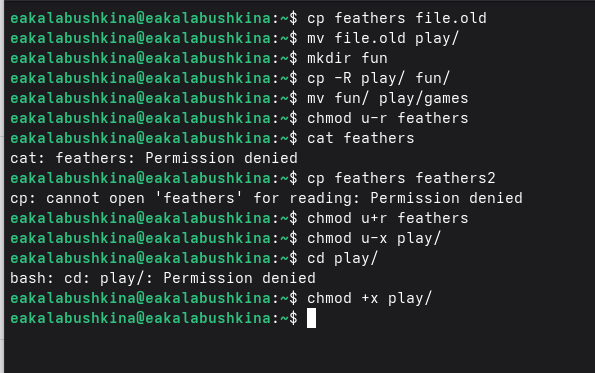 eakalabushkina@eakalabushkina:~$ cp feathers file.old
eakalabushkina@eakalabushkina:~$ mv file.old play/
eakalabushkina@eakalabushkina:~$ mkdir fun
eakalabushkina@eakalabushkina:~$ cp -R play/ fun/
eakalabushkina@eakalabushkina:~$ mv fun/ play/games
eakalabushkina@eakalabushkina:~$ chmod u-r feathers
eakalabushkina@eakalabushkina:~$ cat feathers
cat: feathers: Permission denied
eakalabushkina@eakalabushkina:~$ cp feathers feathers2
cp: cannot open 'feathers' for reading: Permission denied
eakalabushkina@eakalabushkina:~$ chmod u+r feathers
eakalabushkina@eakalabushkina:~$ chmod u-x play/
eakalabushkina@eakalabushkina:~$ cd play/
bash: cd: play/: Permission denied
eakalabushkina@eakalabushkina:~$ chmod +x play/
eakalabushkina@eakalabushkina:~$